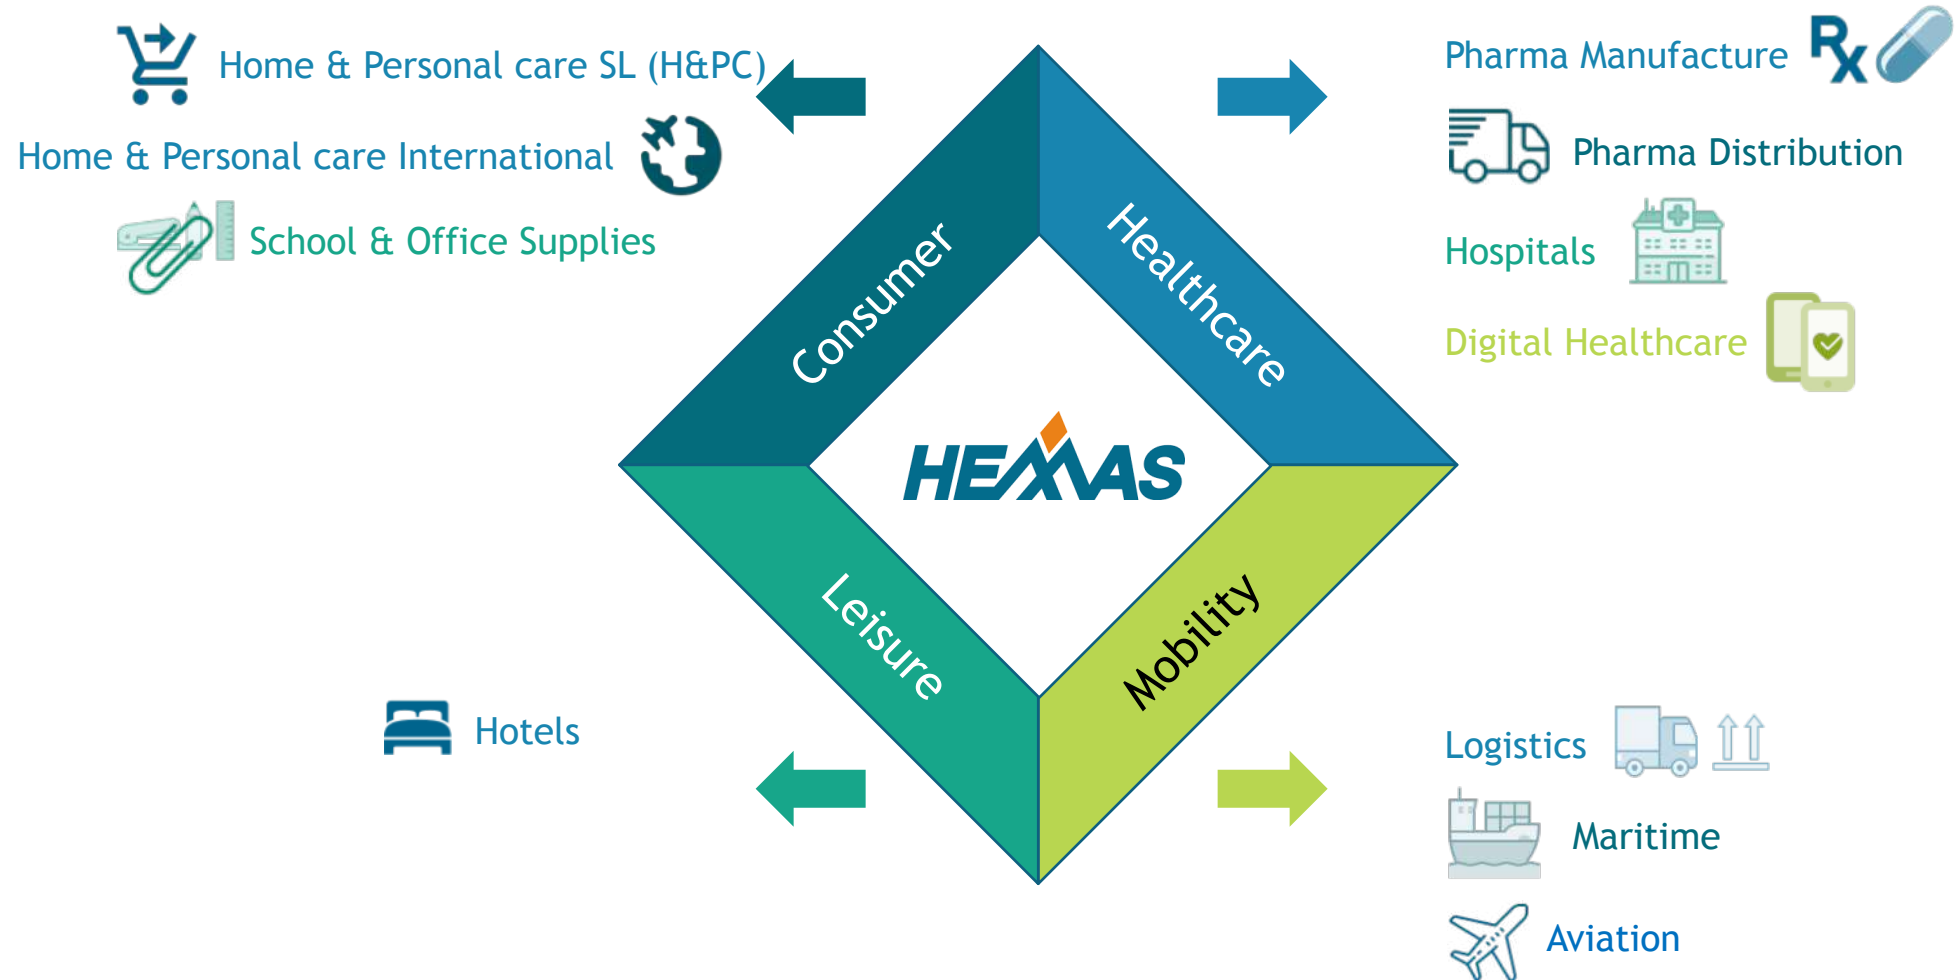 Home & Personal care SL (H&PC)
Home & Personal care International
School & Office Supplies
Pharma Manufacture
Rx
Pharma Distribution
Hospitals
Digital Healthcare
Consumer
Healthcare
HEMAS
Leisure
Mobility
Hotels
Logistics
Maritime
Aviation